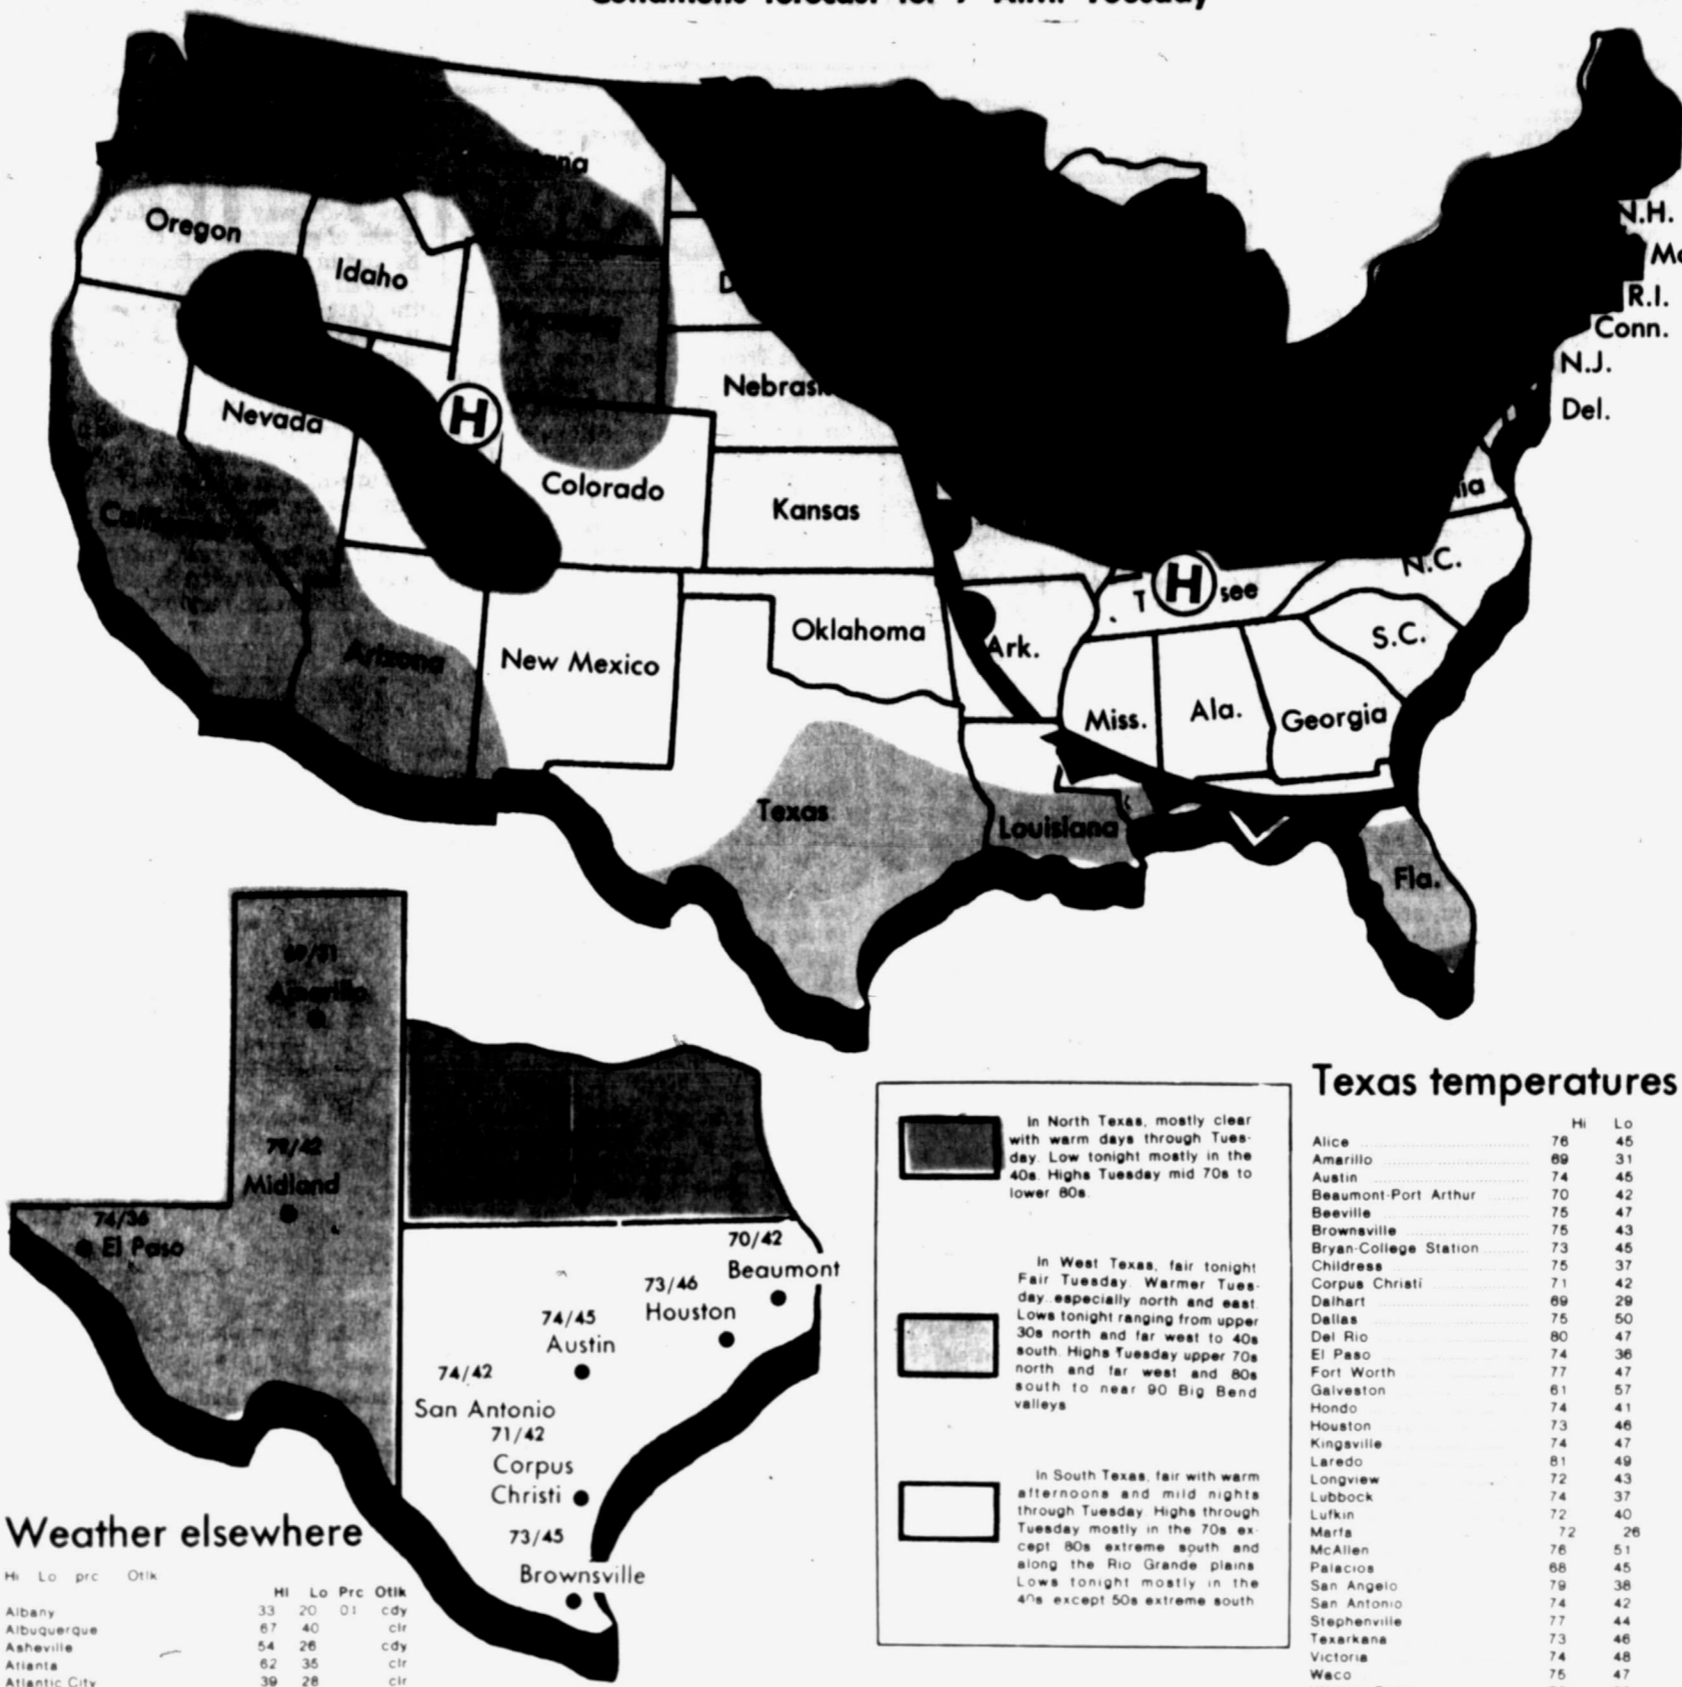 Conditions forecast for 7 A.M. Tuesday
N.H.
R.I.
Conn.
N.J.
Del.
Oregon
Idaho
Nevada
H
Colorado
Kansas
California
Arizona
New Mexico
Oklahoma
Ark.
T H see
N.C.
S.C.
Miss.
Ala.
Georgia
Texas
Louisiana
Fla.
Amarillo
Midland
74/36
El Paso
70/42
Beaumont
73/46
Houston
74/45
Austin
74/42
San Antonio
71/42
Corpus
Christi
73/45
Brownsville
In North Texas, mostly clear
with warm days through Tues-
day. Low tonight mostly in the
40s. Highs Tuesday mid 70s to
lower 80s.
In West Texas, fair tonight
Fair Tuesday. Warmer Tues-
day, especially north and east.
Lows tonight ranging from upper
30s north and far west to 40s
south. Highs Tuesday upper 70s
north and far west and 80s
south to near 90 Big Bend
valleys
In South Texas, fair with warm
afternoons and mild nights
through Tuesday. Highs through
Tuesday mostly in the 70s ex-
cept 80s extreme south and
along the Rio Grande plains
Lows tonight mostly in the
40s except 50s extreme south
Texas temperatures
Hi Lo
Alice 76 45
Amarillo 69 31
Austin 74 45
Beaumont-Port Arthur 70 42
Beeville 75 47
Brownsville 75 43
Bryan-College Station 73 45
Childress 75 37
Corpus Christi 71 42
Dalhart 69 29
Dallas 75 50
Del Rio 80 47
El Paso 74 36
Fort Worth 77 47
Galveston 61 57
Hondo 74 41
Houston 73 46
Kingsville 74 47
Laredo 81 49
Longview 72 43
Lubbock 74 37
Lufkin 72 40
Marfa 72 26
McAllen 76 51
Palacios 68 45
San Angelo 79 38
San Antonio 74 42
Stephenville 77 44
Texarkana 73 46
Victoria 74 48
Waco 75 47
Weather elsewhere
Hi Lo prc Otlk
Hi Lo Prc Otlk
Albany 33 20 01 cdy
Albuquerque 67 40 clr
Asheville 54 26 cdy
Atlanta 62 35 clr
Atlantic City 39 28 clr